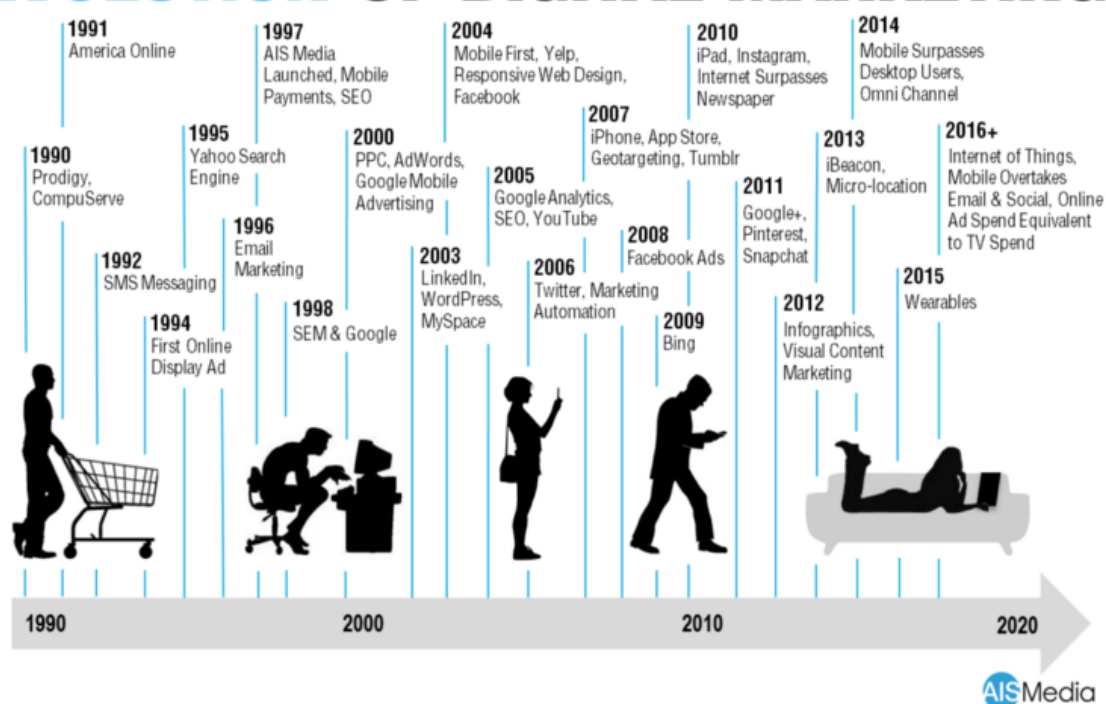 EVOLUTION OF DIGITAL MARKETING
1991
America Online
1997
AIS Media
Launched, Mobile
Payments, SEO
2004
Mobile First, Yelp,
Responsive Web Design,
Facebook
2010
iPad, Instagram,
Internet Surpasses
Newspaper
2014
Mobile Surpasses
Desktop Users,
Omni Channel
1990
Prodigy,
CompuServe
1995
Yahoo Search
Engine
2000
PPC, AdWords,
Google Mobile
Advertising
2007
iPhone, App Store,
Geotargeting, Tumblr
2013
iBeacon,
Micro-location
2016+
Internet of Things,
Mobile Overtakes
Email & Social, Online
Ad Spend Equivalent
to TV Spend
1992
SMS Messaging
1996
Email
Marketing
2005
Google Analytics,
SEO, YouTube
2011
Google+,
Pinterest,
Snapchat
1994
First Online
Display Ad
1998
SEM & Google
2003
LinkedIn,
WordPress,
MySpace
2006
Twitter, Marketing
Automation
2008
Facebook Ads
2009
Bing
2012
Infographics,
Visual Content
Marketing
2015
Wearables
1990
2000
2010
2020
AISMedia